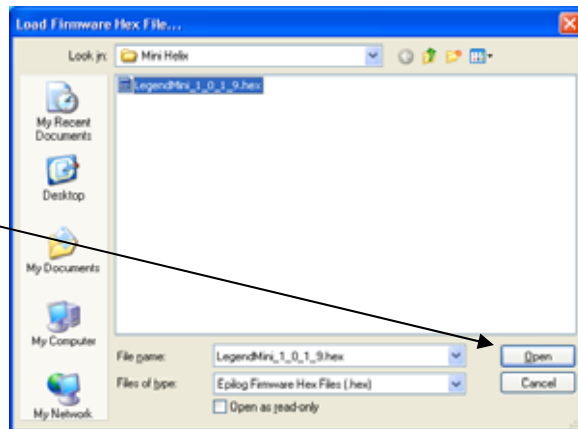 Load Firmware Hex File...
Look in:
Mini Helix
LegendMini_1_0_1_9.hex
My Recent
Documents
Desktop
My Documents
My Computer
My Network
File name:
LegendMini_1_0_1_9.hex
Open
Files of type:
Epilog Firmware Hex Files (.hex)
Cancel
Open as read-only